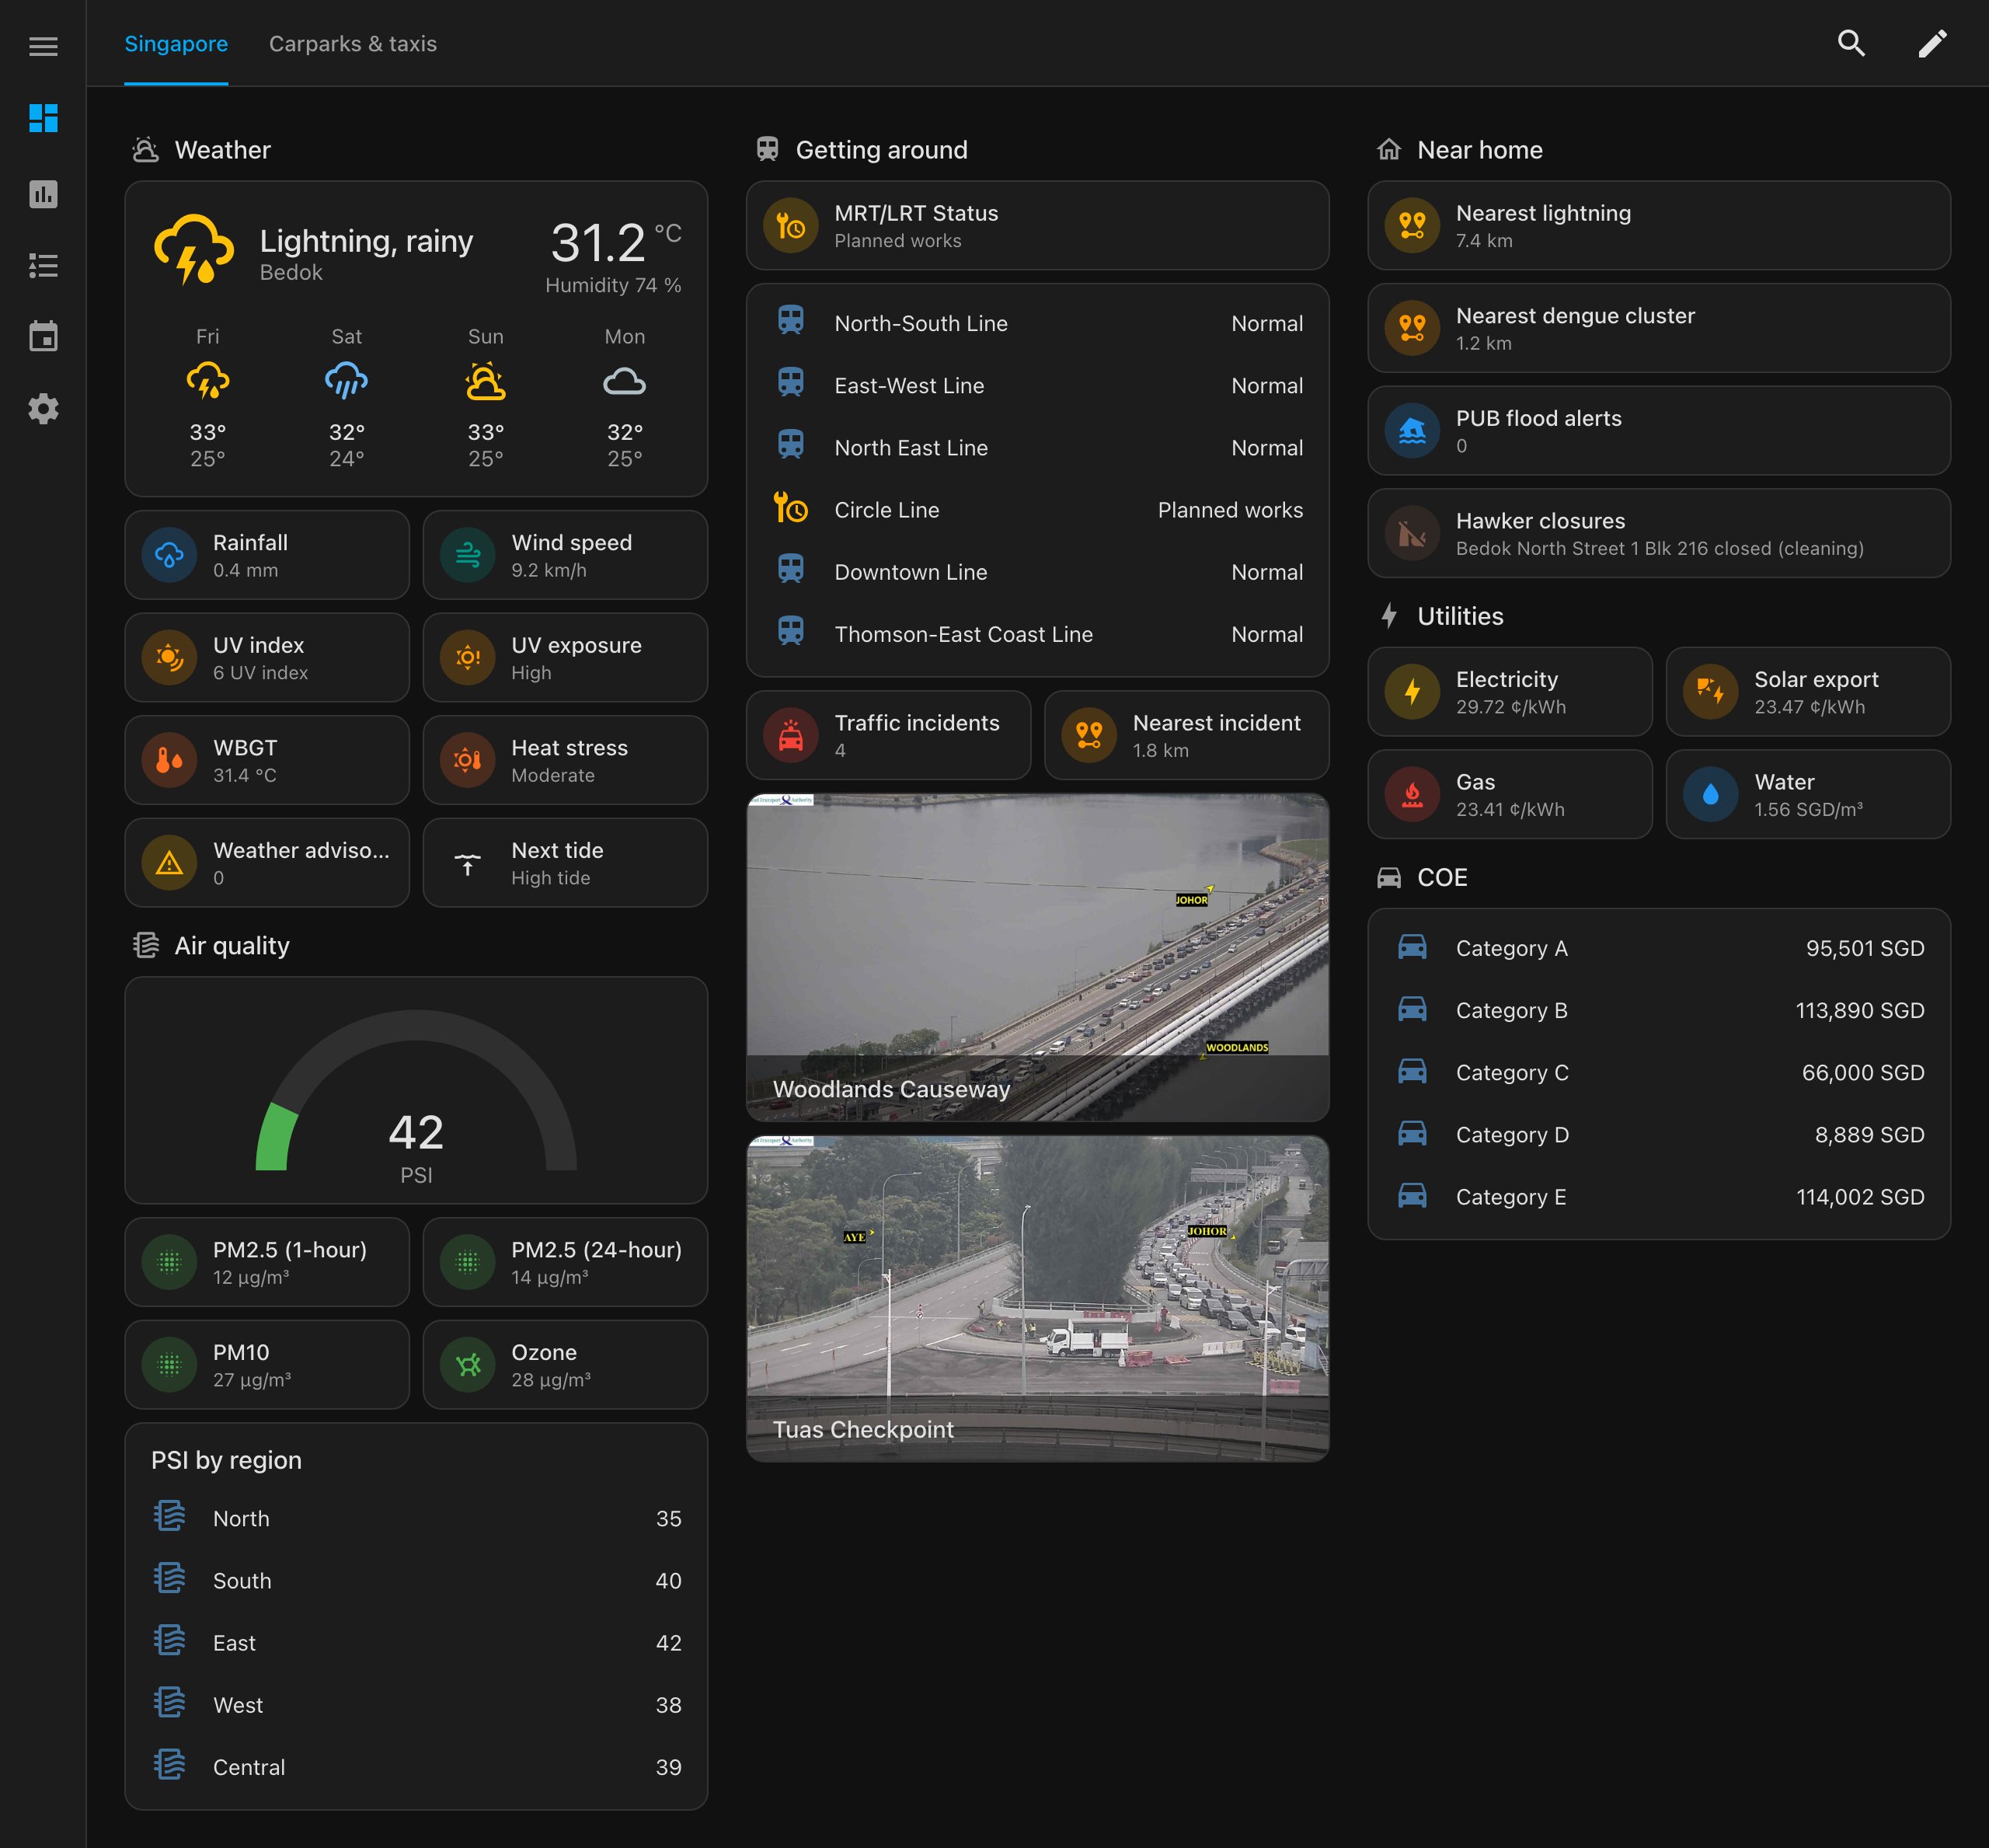 Singapore
Carparks & taxis
Weather
Lightning, rainy
Bedok
31.2 °C
Humidity 74 %
Fri
Sat
Sun
Mon
33°
32°
33°
32°
25°
24°
25°
25°
Rainfall
0.4 mm
Wind speed
9.2 km/h
UV index
6 UV index
UV exposure
High
WBGT
31.4 °C
Heat stress
Moderate
Weather adviso...
0
Next tide
High tide
Air quality
42
PSI
PM2.5 (1-hour)
12 µg/m³
PM2.5 (24-hour)
14 µg/m³
PM10
27 µg/m³
Ozone
28 µg/m³
PSI by region
North 35
South 40
East 42
West 38
Central 39
Getting around
MRT/LRT Status
Planned works
North-South Line Normal
East-West Line Normal
North East Line Normal
Circle Line Planned works
Downtown Line Normal
Thomson-East Coast Line Normal
Traffic incidents
4
Nearest incident
1.8 km
Transport Authority
JOHOR
WOODLANDS
Woodlands Causeway
Transport Authority
AYE
JOHOR
Tuas Checkpoint
Near home
Nearest lightning
7.4 km
Nearest dengue cluster
1.2 km
PUB flood alerts
0
Hawker closures
Bedok North Street 1 Blk 216 closed (cleaning)
Utilities
Electricity
29.72 ¢/kWh
Solar export
23.47 ¢/kWh
Gas
23.41 ¢/kWh
Water
1.56 SGD/m³
COE
Category A 95,501 SGD
Category B 113,890 SGD
Category C 66,000 SGD
Category D 8,889 SGD
Category E 114,002 SGD